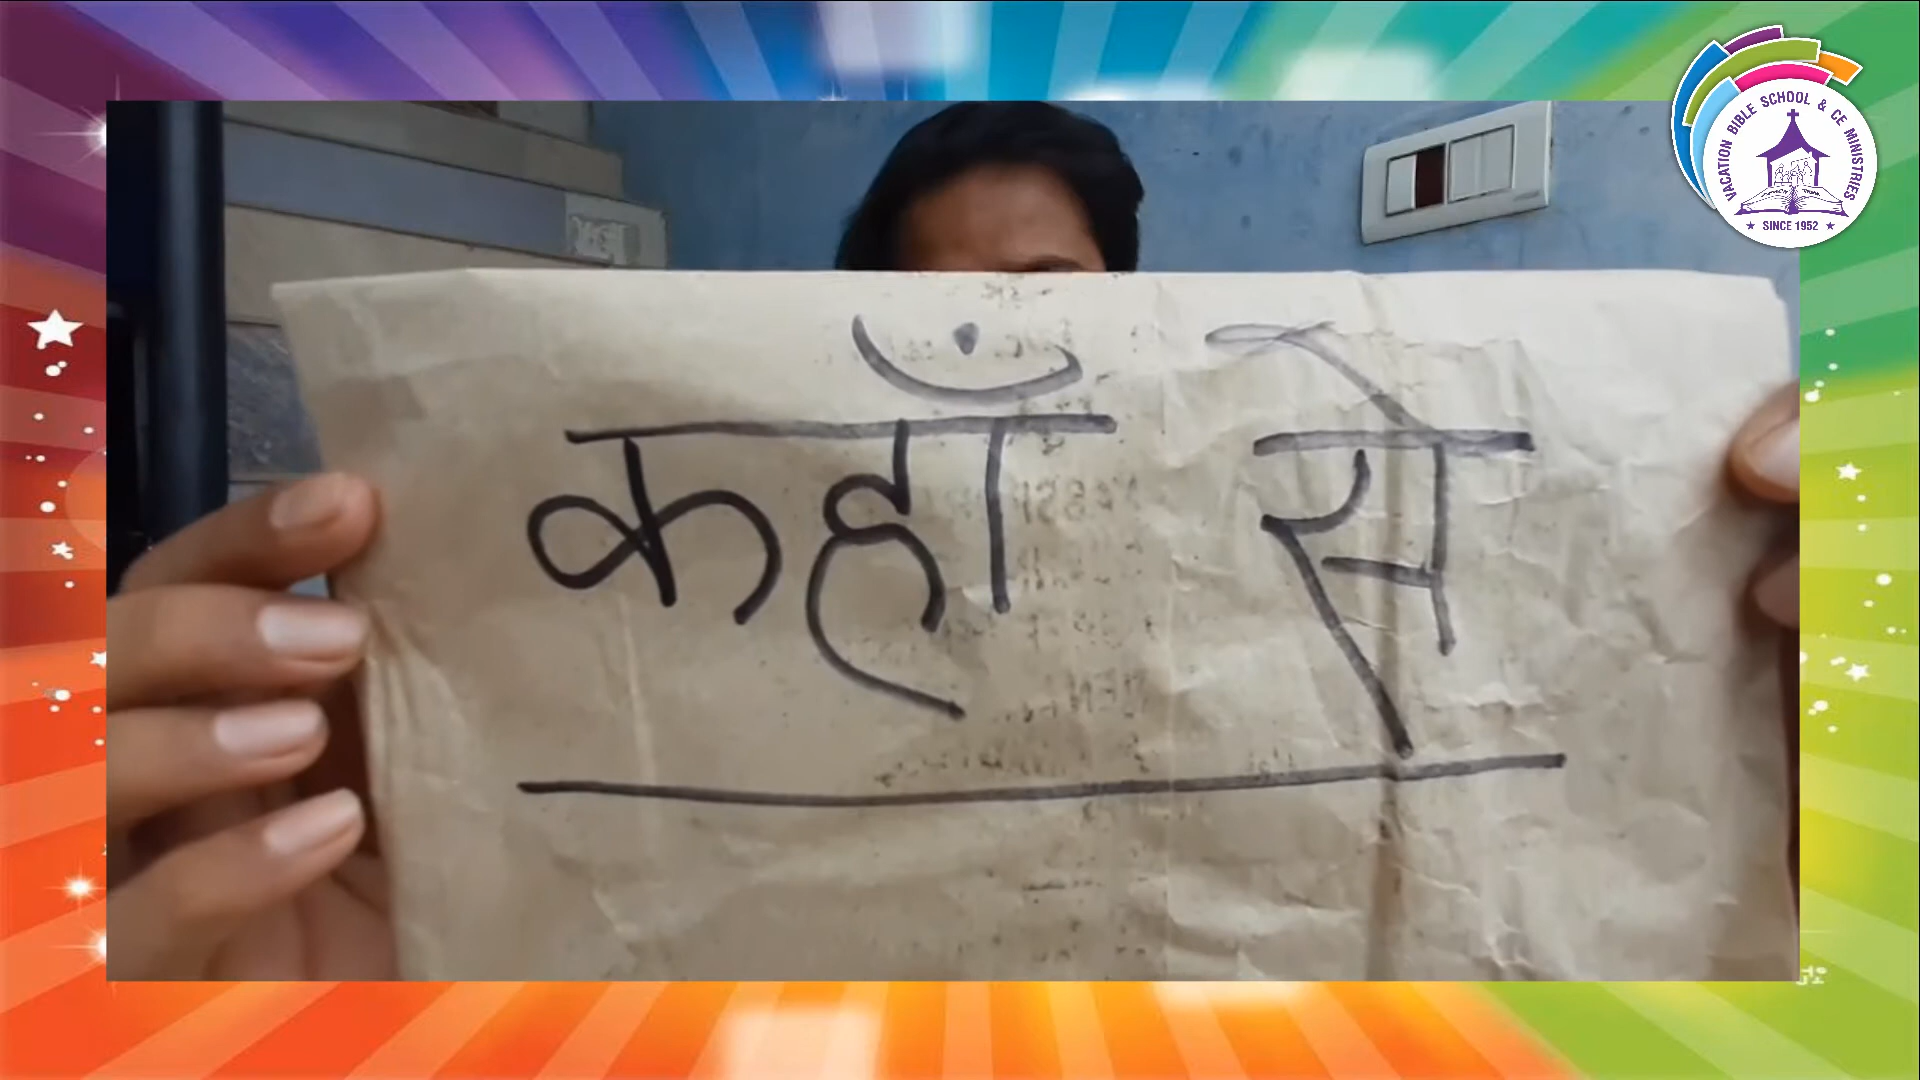 VACATION BIBLE SCHOOL & CE MINISTRIES
SINCE 1952
कहाँ से